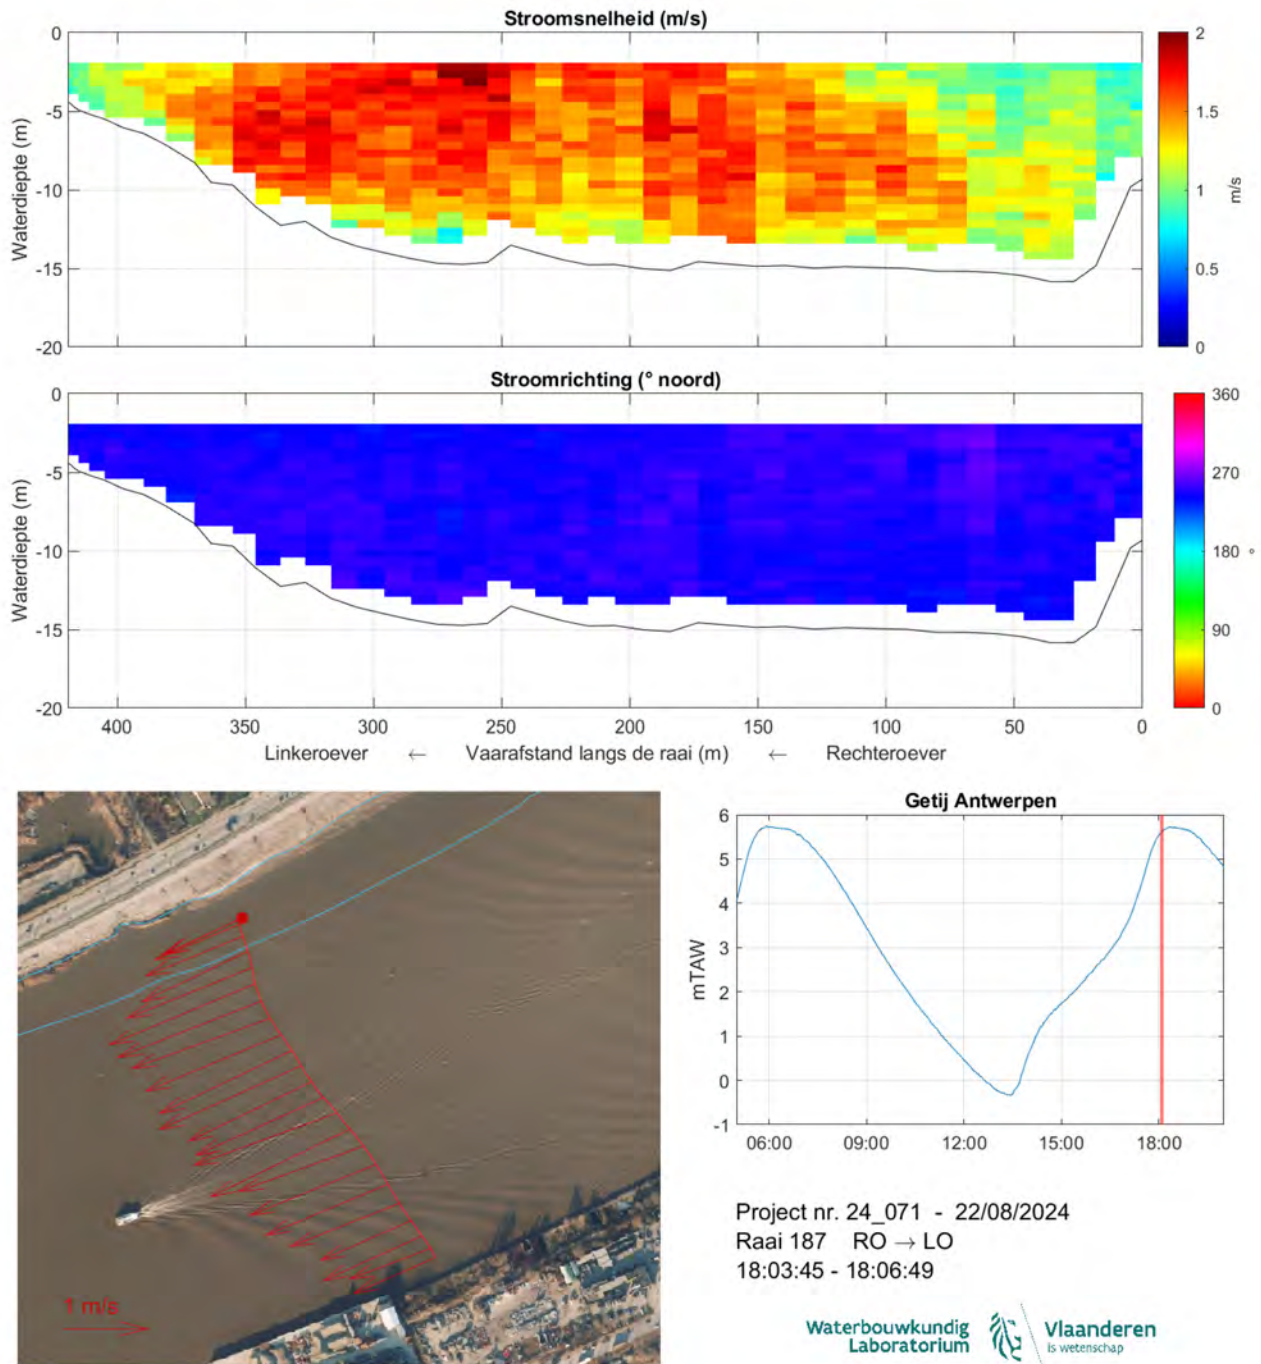 Stroomsnelheid (m/s)
0
-5
-10
-15
-20
Waterdiepte (m)
2
1.5
1
0.5
0
m/s
Stroomrichting (° noord)
0
-5
-10
-15
-20
Waterdiepte (m)
360
270
180
90
0
°
400 350 300 250 200 150 100 50 0
Linkeroever ← Vaarafstand langs de raai (m) ← Rechteroever
1 m/s
Getij Antwerpen
6
5
4
3
2
1
0
-1
mTAW
06:00 09:00 12:00 15:00 18:00
Project nr. 24_071 - 22/08/2024
Raai 187 RO → LO
18:03:45 - 18:06:49
Waterbouwkundig
Laboratorium
Vlaanderen
is wetenschap